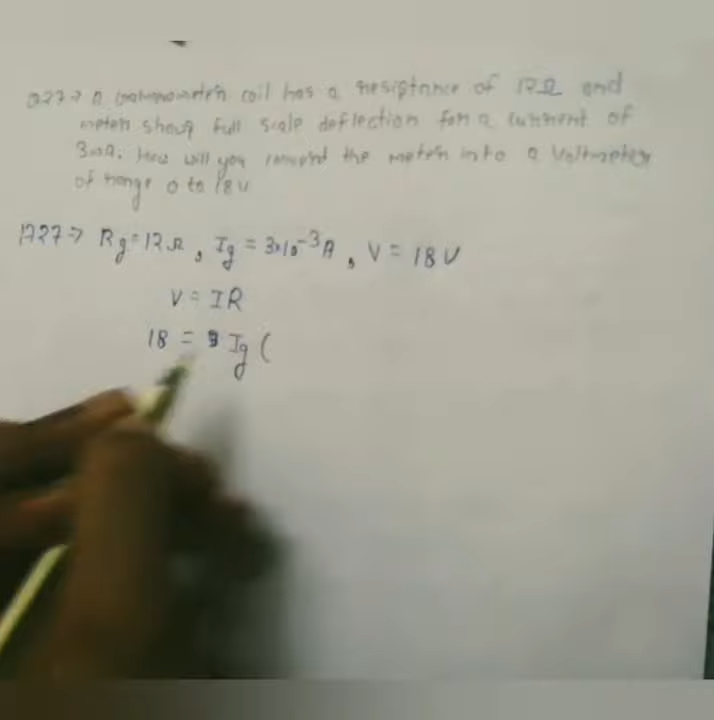 Q27→ A Galvanometer coil has a resistance of 12Ω and
meter shows full scale deflection for a current of
3mA. How will you convert the meter into a voltmeter
of range 0 to 18V
1727→ Rg=12Ω, Ig = 3×10⁻³A, V = 18V
V = IR
18 = Ig (